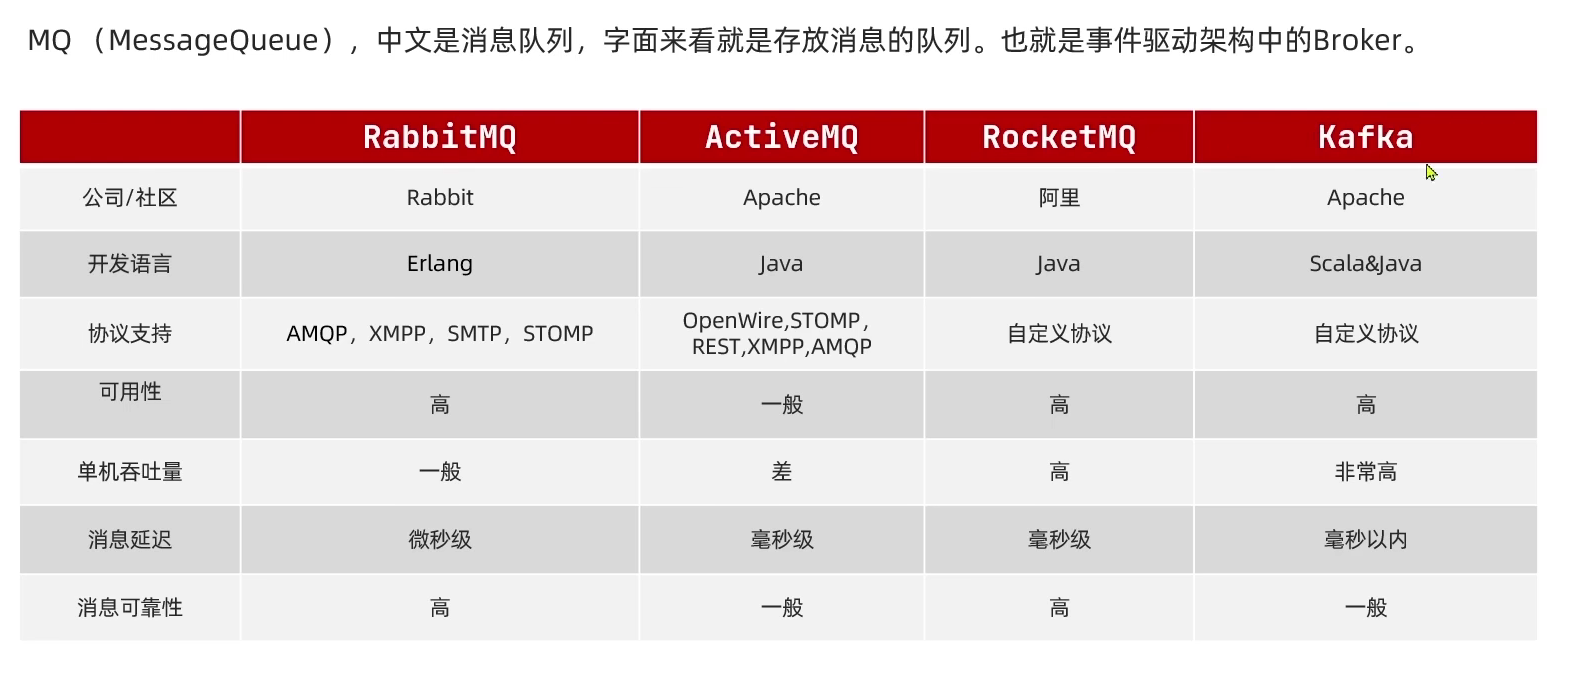 MQ （MessageQueue），中文是消息队列，字面来看就是存放消息的队列。也就是事件驱动架构中的Broker。
RabbitMQ ActiveMQ RocketMQ Kafka
公司/社区 Rabbit Apache 阿里 Apache
开发语言 Erlang Java Java Scala&Java
协议支持 AMQP，XMPP，SMTP，STOMP OpenWire,STOMP， 自定义协议 自定义协议
REST,XMPP,AMQP
可用性 高 一般 高 高
单机吞吐量 一般 差 高 非常高
消息延迟 微秒级 毫秒级 毫秒级 毫秒以内
消息可靠性 高 一般 高 一般